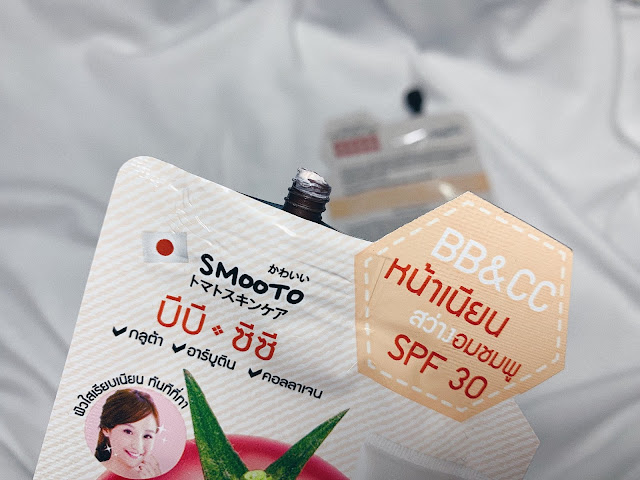 かわいい
SMOOTO
トマトスキンケア
บีบี ❖ ซีซี
✓ กลูต้า ✓ อาร์บูติน ✓ คอลลาเจน
ผิวใสเรียบเนียน ทันทีที่ทา
BB&CC
หน้าเนียน
สว่างอมชมพู
SPF 30